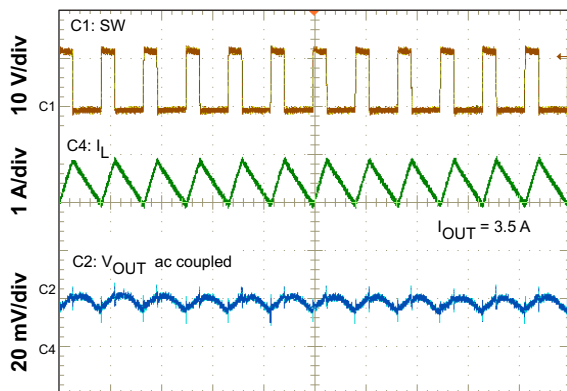 C1: SW
10 V/div
C1
C4: IL
1 A/div
IOUT = 3.5 A
C2: VOUT ac coupled
C2
20 mV/div
C4